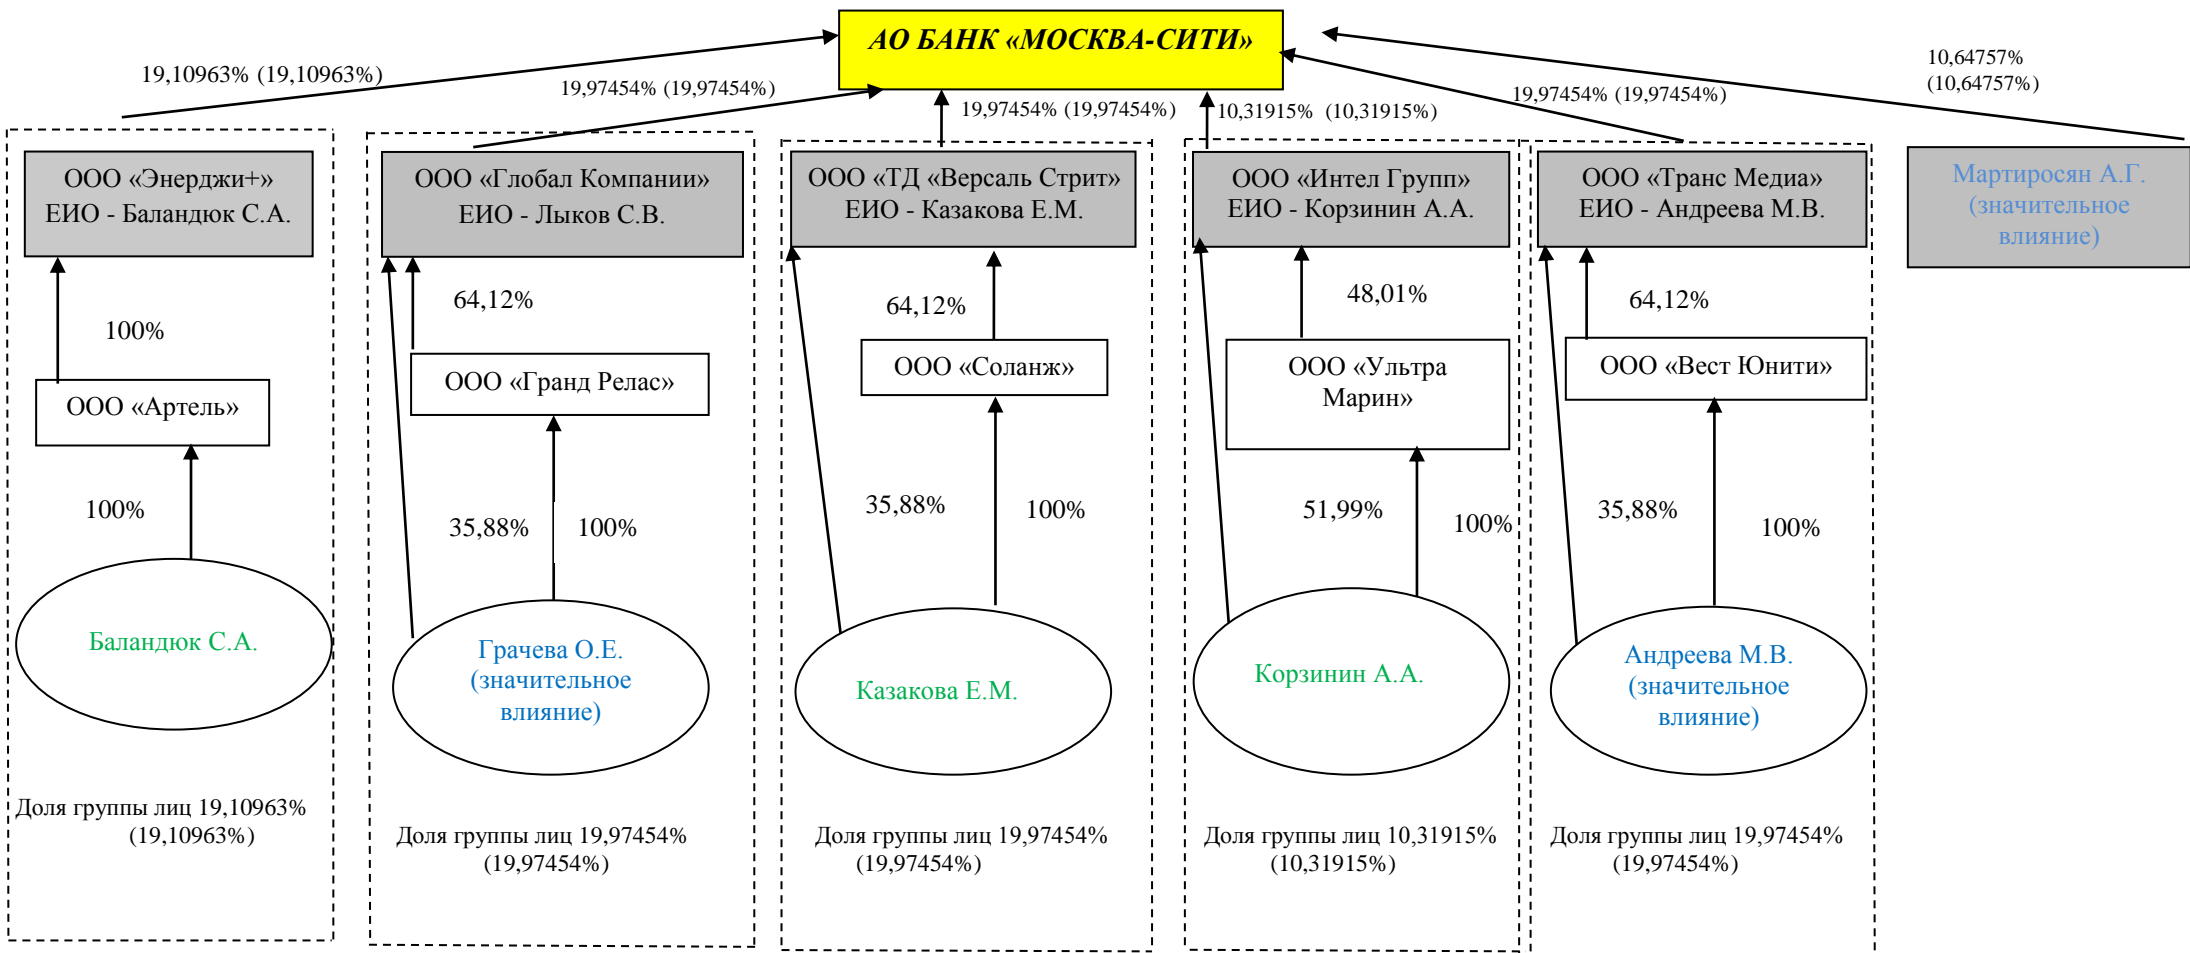 АО БАНК «МОСКВА-СИТИ»
19,10963% (19,10963%)
19,97454% (19,97454%)
19,97454% (19,97454%)
10,31915% (10,31915%)
19,97454% (19,97454%)
10,64757%
(10,64757%)
ООО «Энерджи+»
ЕИО - Баландюк С.А.
100%
ООО «Артель»
100%
Баландюк С.А.
Доля группы лиц 19,10963%
(19,10963%)
ООО «Глобал Компании»
ЕИО - Лыков С.В.
64,12%
ООО «Гранд Релас»
35,88%
100%
Грачева О.Е.
(значительное
влияние)
Доля группы лиц 19,97454%
(19,97454%)
ООО «ТД «Версаль Стрит»
ЕИО - Казакова Е.М.
64,12%
ООО «Соланж»
35,88%
100%
Казакова Е.М.
Доля группы лиц 19,97454%
(19,97454%)
ООО «Интел Групп»
ЕИО - Корзинин А.А.
48,01%
ООО «Ультра
Марин»
51,99%
100%
Корзинин А.А.
Доля группы лиц 10,31915%
(10,31915%)
ООО «Транс Медиа»
ЕИО - Андреева М.В.
64,12%
ООО «Вест Юнити»
35,88%
100%
Андреева М.В.
(значительное
влияние)
Доля группы лиц 19,97454%
(19,97454%)
Мартиросян А.Г.
(значительное
влияние)